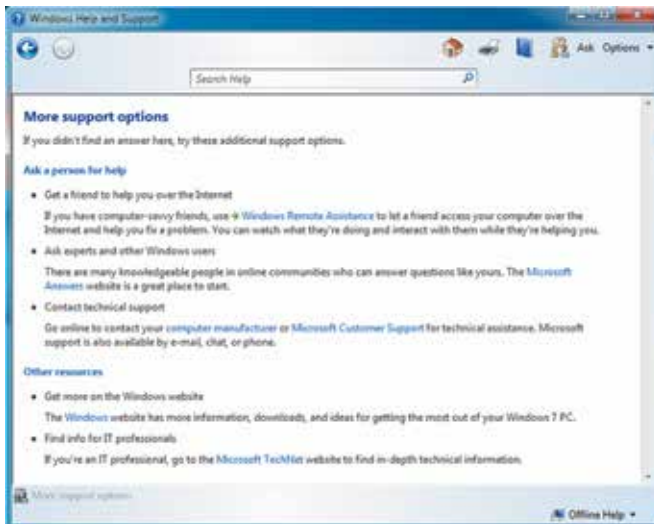 Windows Help and Support
Ask Options
Search Help
More support options
If you didn't find an answer here, try these additional support options.
Ask a person for help
• Get a friend to help you over the Internet
If you have computer-savvy friends, use Windows Remote Assistance to let a friend access your computer over the
Internet and help you fix a problem. You can watch what they're doing and interact with them while they're helping you.
• Ask experts and other Windows users
There are many knowledgeable people in online communities who can answer questions like yours. The Microsoft
Answers website is a great place to start.
• Contact technical support
Go online to contact your computer manufacturer or Microsoft Customer Support for technical assistance. Microsoft
support is also available by e-mail, chat, or phone.
Other resources
• Get more on the Windows website
The Windows website has more information, downloads, and ideas for getting the most out of your Windows 7 PC.
• Find info for IT professionals
If you're an IT professional, go to the Microsoft TechNet website to find in-depth technical information.
More support options
Offline Help